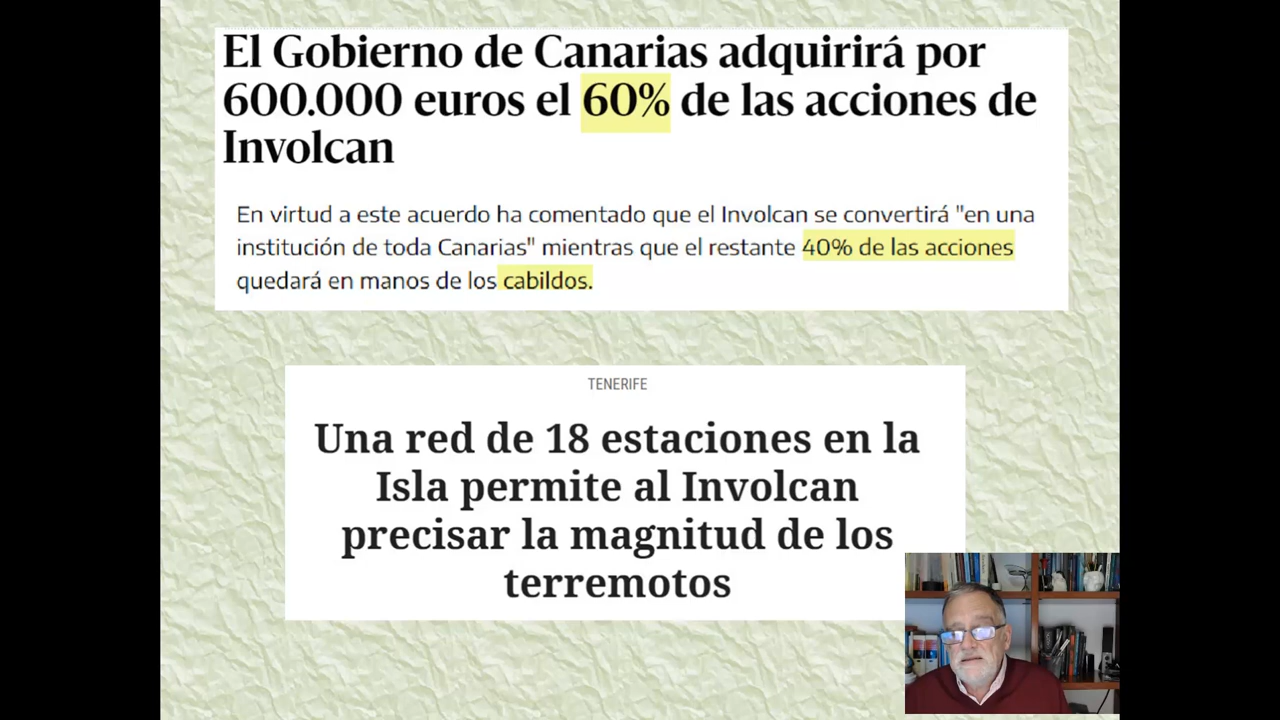 El Gobierno de Canarias adquirirá por
600.000 euros el 60% de las acciones de
Involcan
En virtud a este acuerdo ha comentado que el Involcan se convertirá "en una
institución de toda Canarias" mientras que el restante 40% de las acciones
quedará en manos de los cabildos.
TENERIFE
Una red de 18 estaciones en la
Isla permite al Involcan
precisar la magnitud de los
terremotos